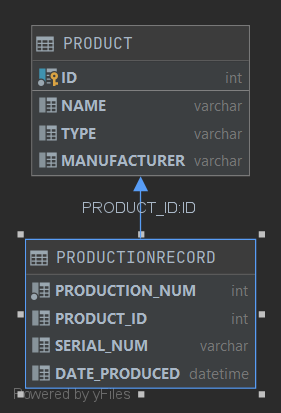 PRODUCT
ID int
NAME varchar
TYPE varchar
MANUFACTURER varchar
PRODUCT_ID:ID
PRODUCTIONRECORD
PRODUCTION_NUM int
PRODUCT_ID int
SERIAL_NUM varchar
DATE_PRODUCED datetime
Powered by yFiles